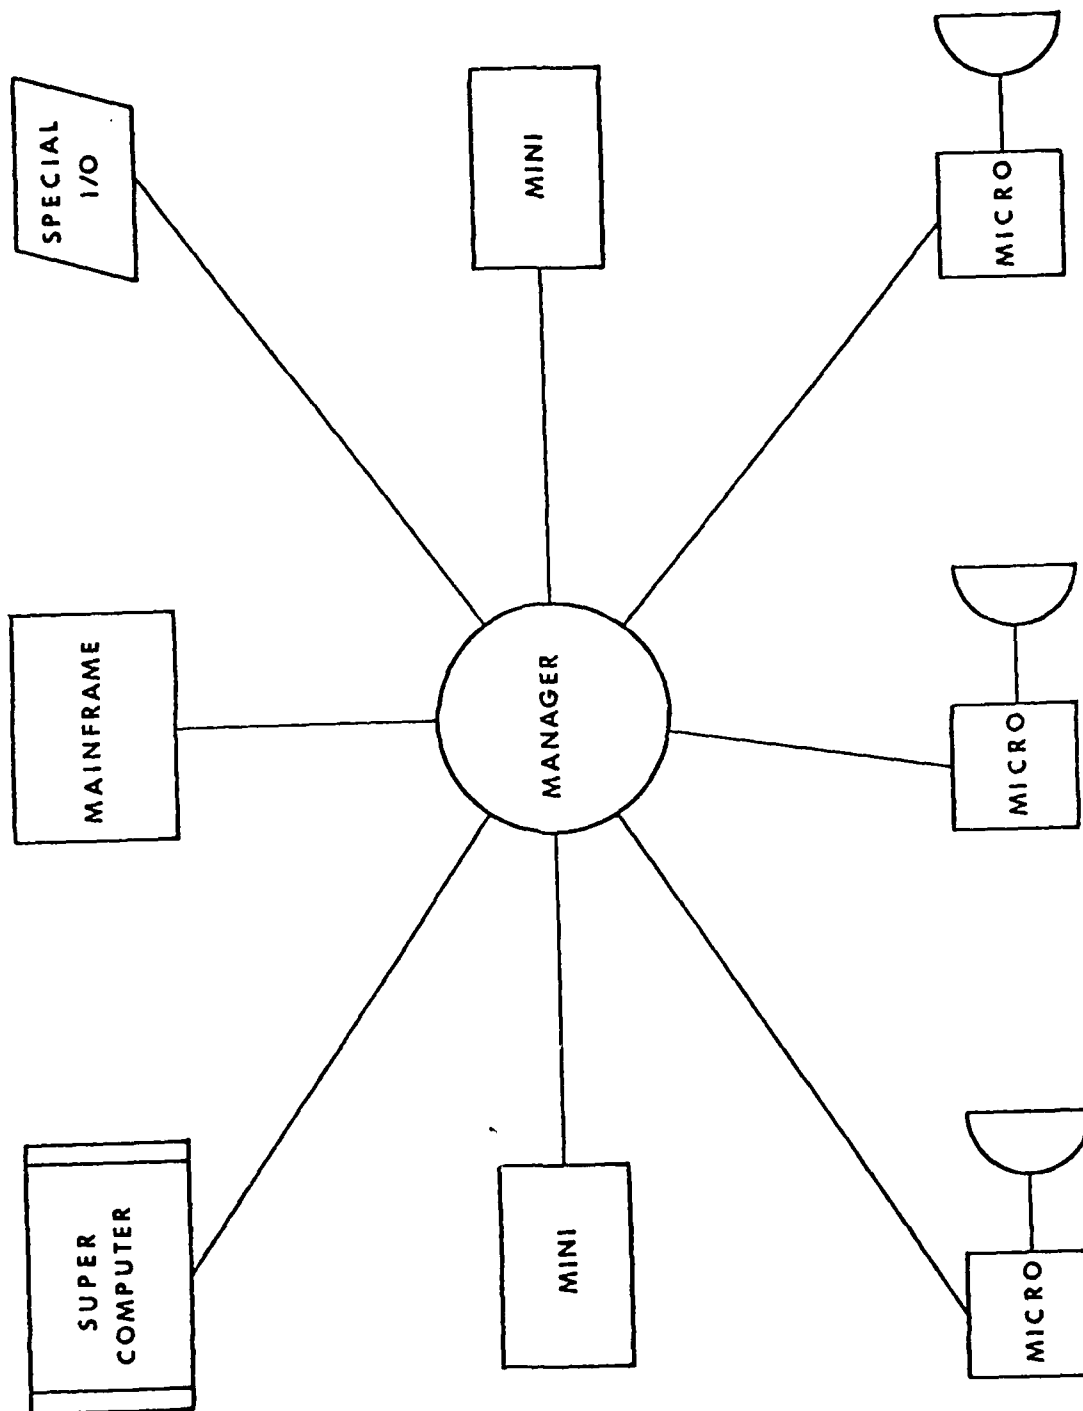 SUPER
COMPUTER
MAINFRAME
SPECIAL
I/O
MINI
MANAGER
MINI
MICRO
MICRO
MICRO